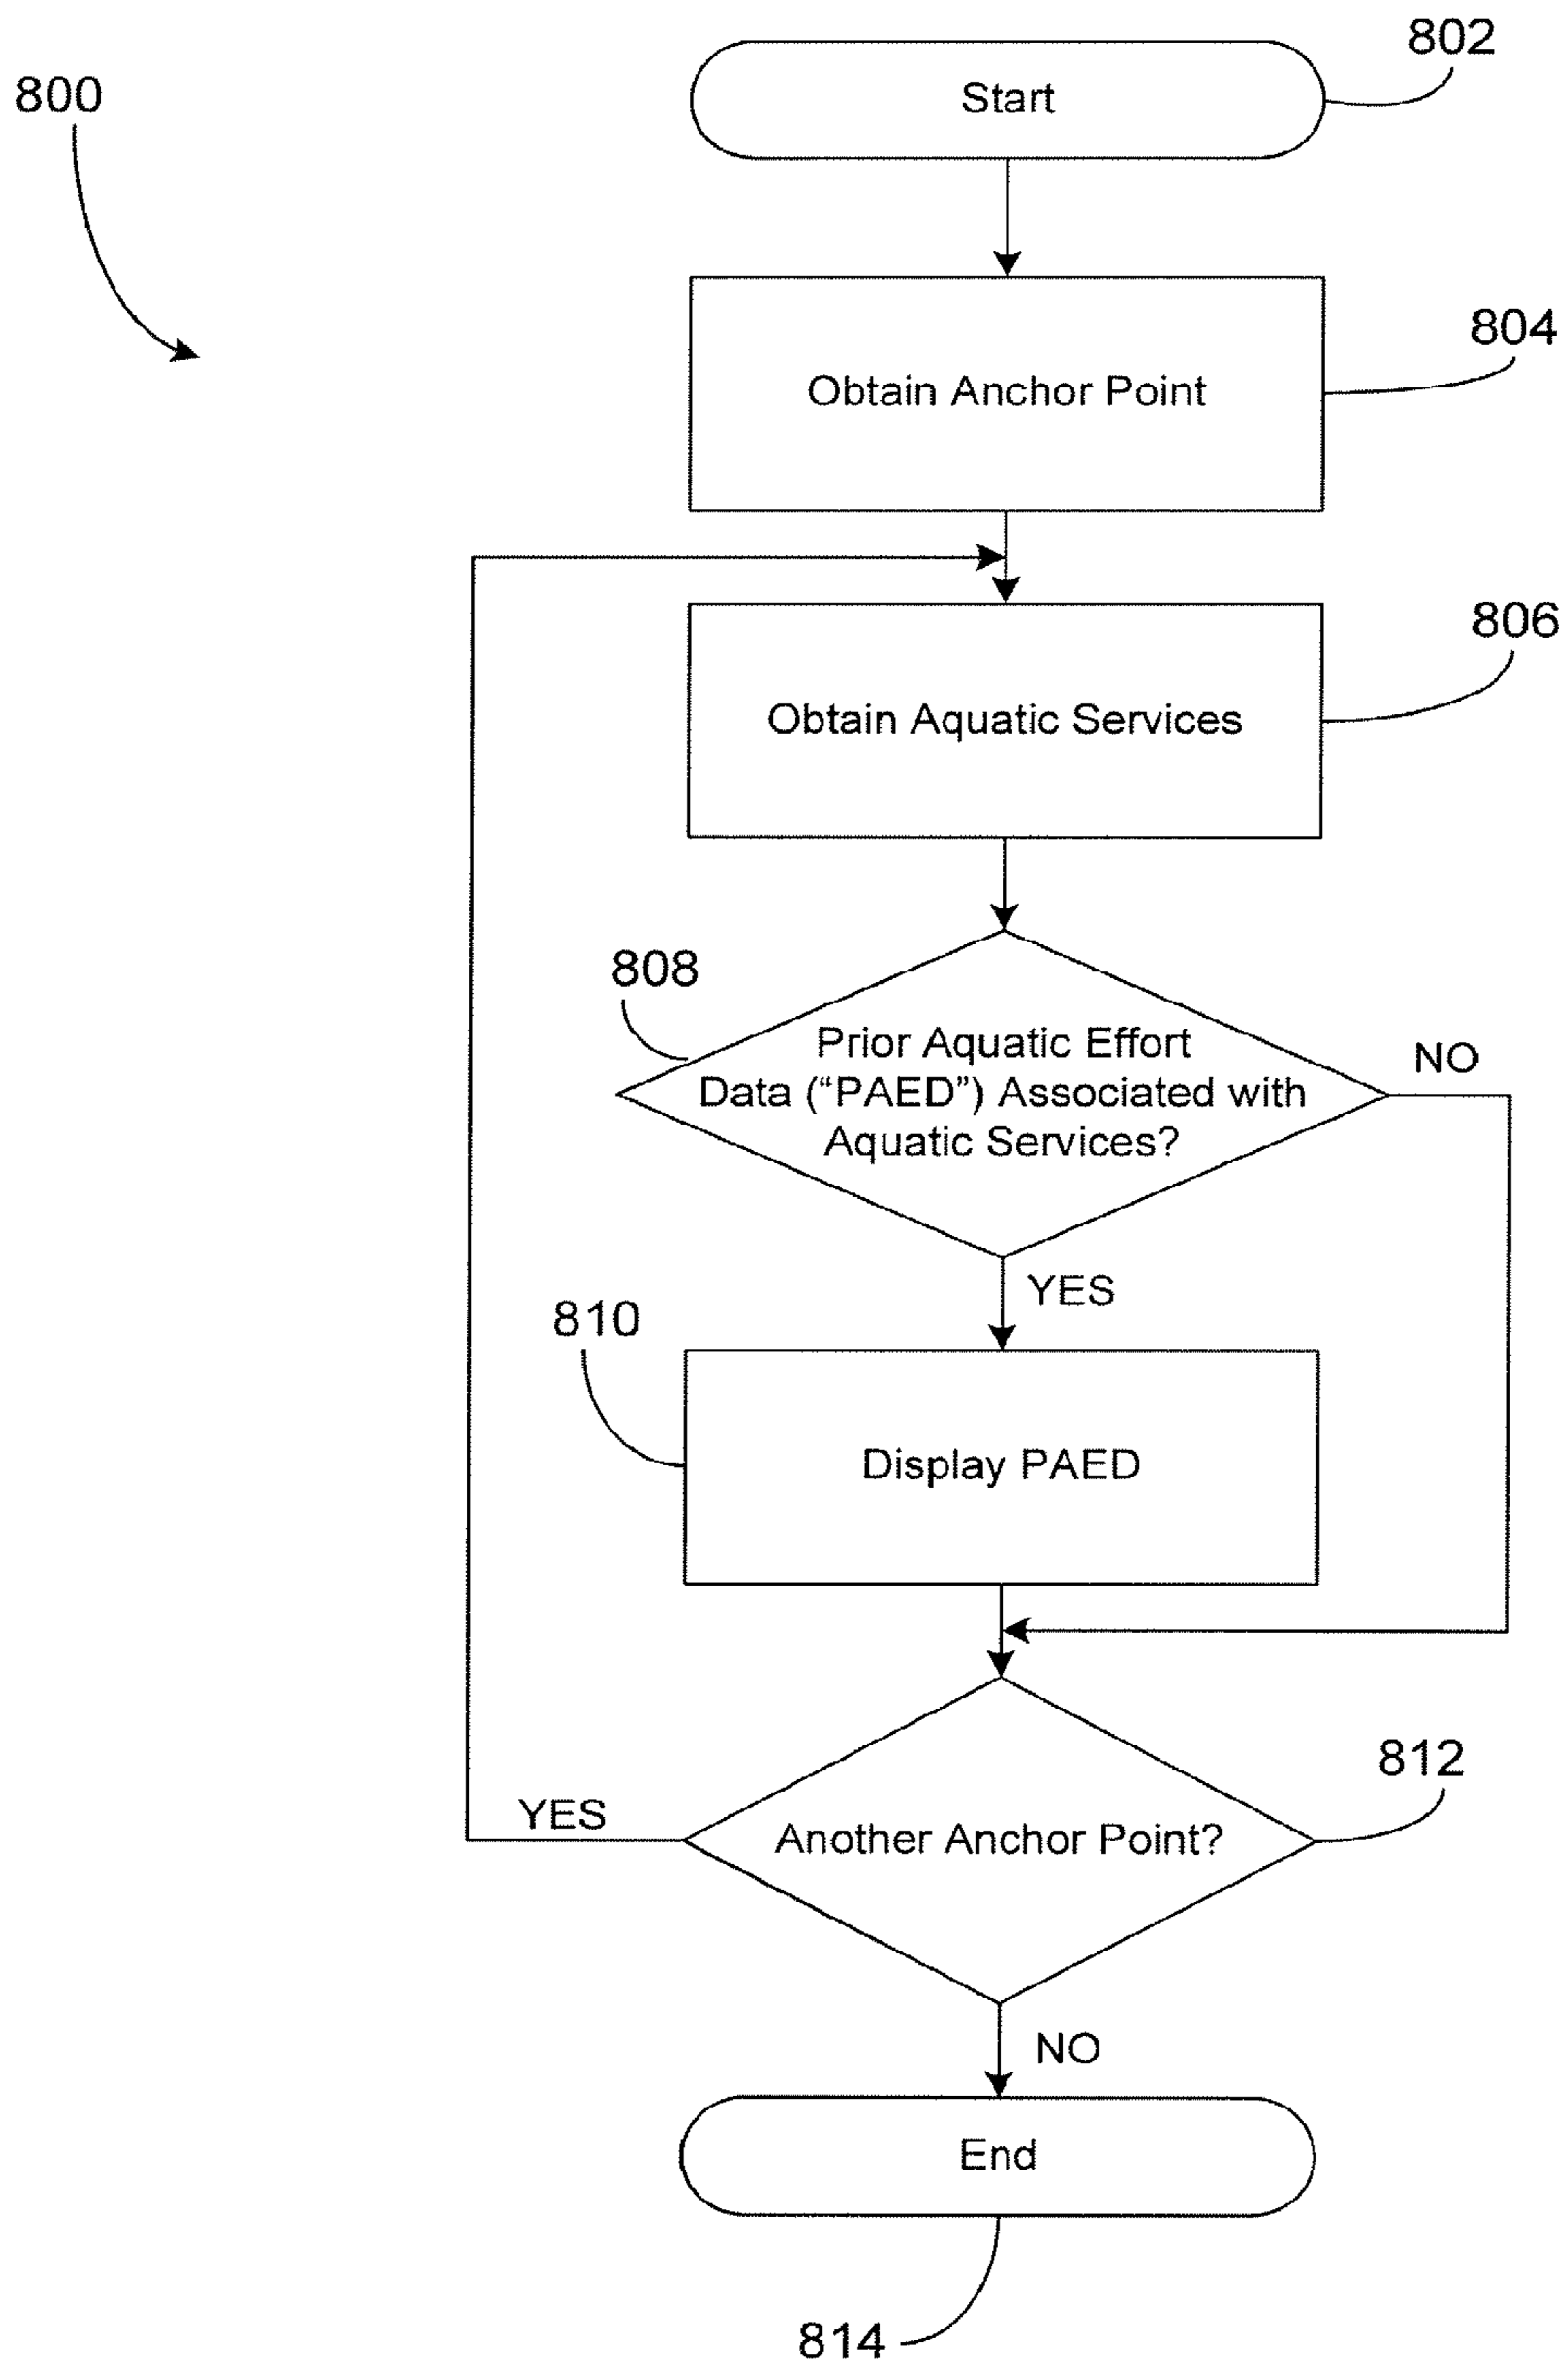 802
800
Start
804
Obtain Anchor Point
806
Obtain Aquatic Services
808
Prior Aquatic Effort
Data (“PAED”) Associated with
Aquatic Services?
NO
YES
810
Display PAED
812
YES
Another Anchor Point?
NO
End
814